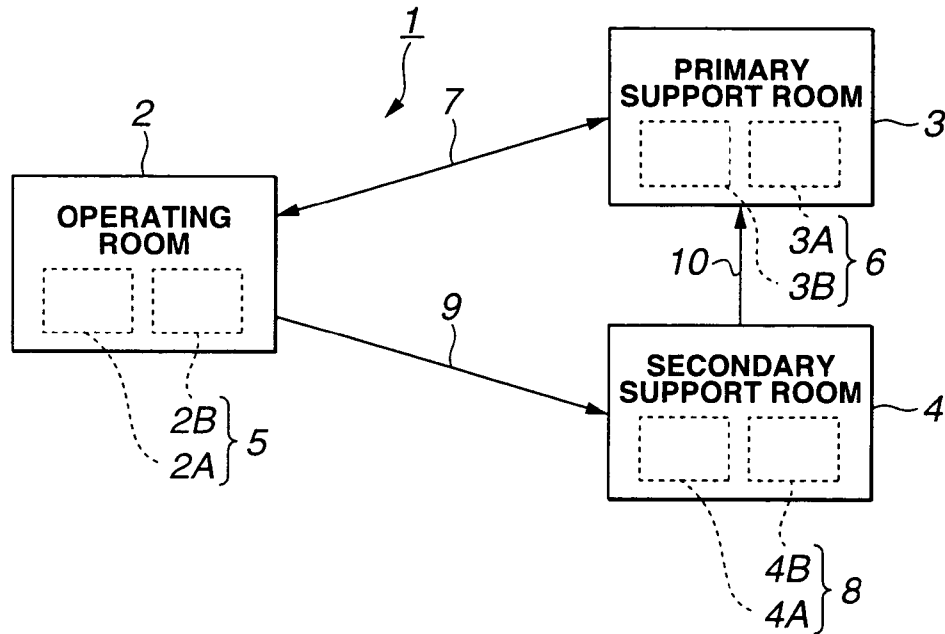 1
PRIMARY
SUPPORT ROOM
3
2
7
OPERATING
ROOM
3A
3B
6
10
9
SECONDARY
SUPPORT ROOM
4
2B
2A
5
4B
4A
8